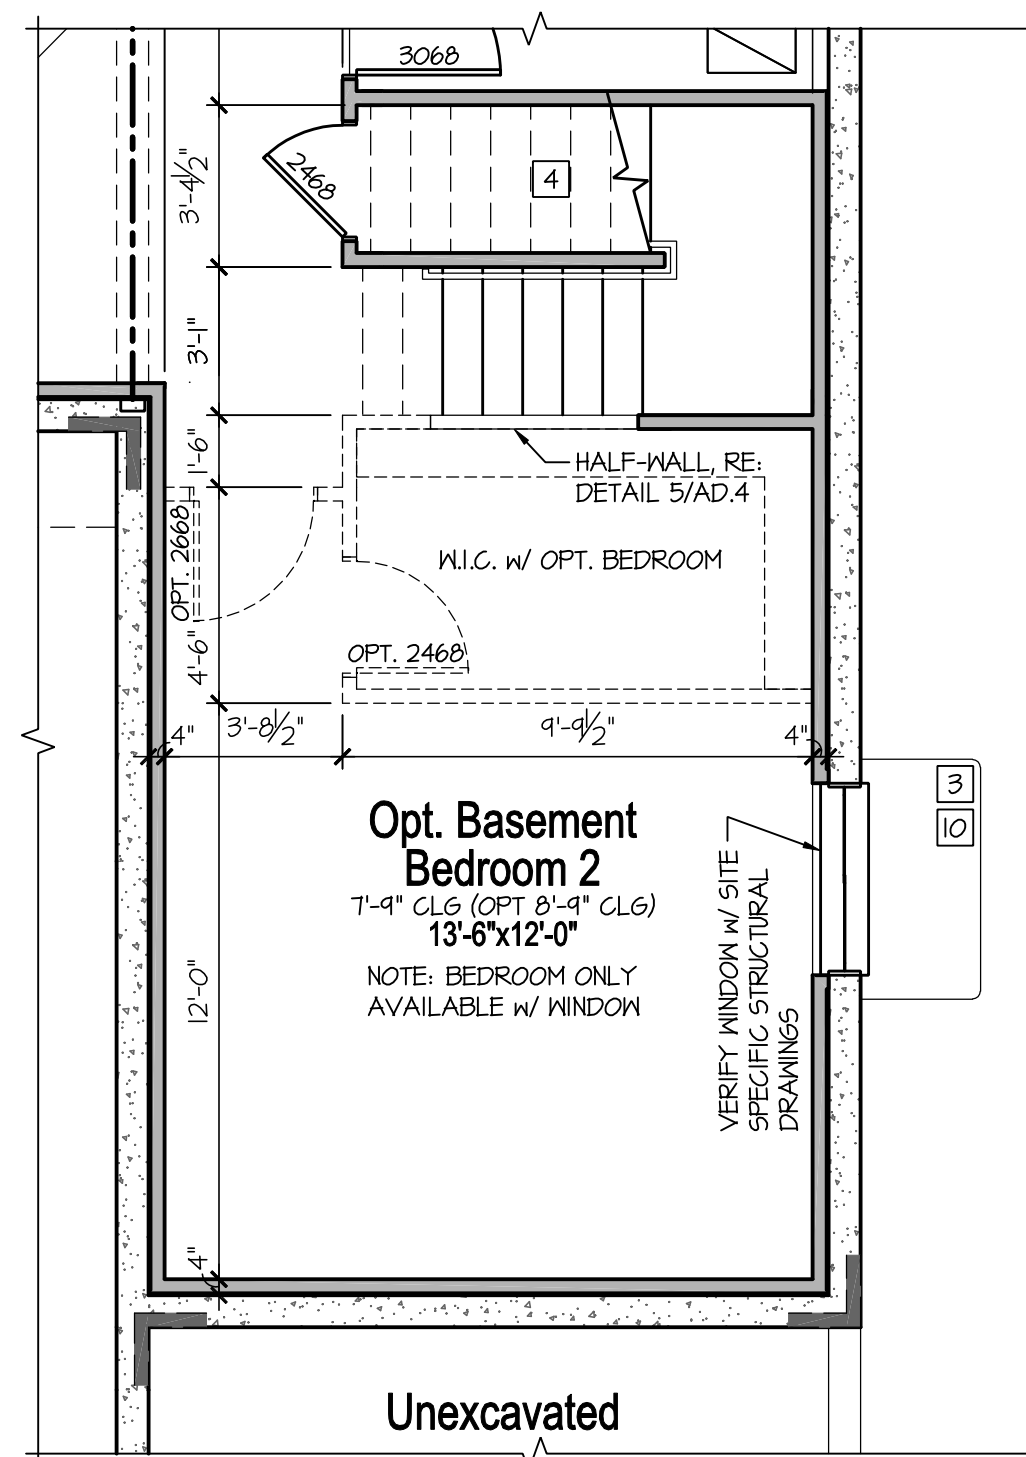 3068
3'-4½"
2468
4
3'-1"
1'-6"
HALF-WALL, RE:
DETAIL 5/AD.4
OPT. 2668
W.I.C. w/ OPT. BEDROOM
4'-6"
OPT. 2468
4"
3'-8½"
9'-9½"
4"
3
10
Opt. Basement
Bedroom 2
7'-9" CLG (OPT 8'-9" CLG)
13'-6"x12'-0"
NOTE: BEDROOM ONLY
AVAILABLE w/ WINDOW
VERIFY WINDOW w/ SITE
SPECIFIC STRUCTURAL
DRAWINGS
12'-0"
4"
Unexcavated